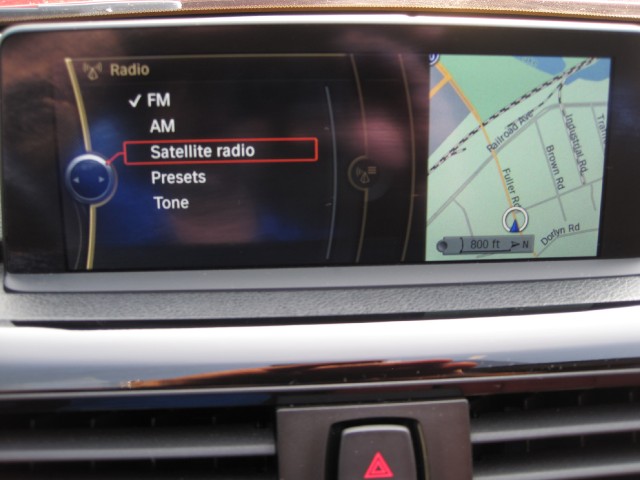 Radio
✓ FM
AM
Satellite radio
Presets
Tone
Railroad Ave
Industrial Rd
Brown Rd
Fuller Rd
Dorlyn Rd
800 ft
N